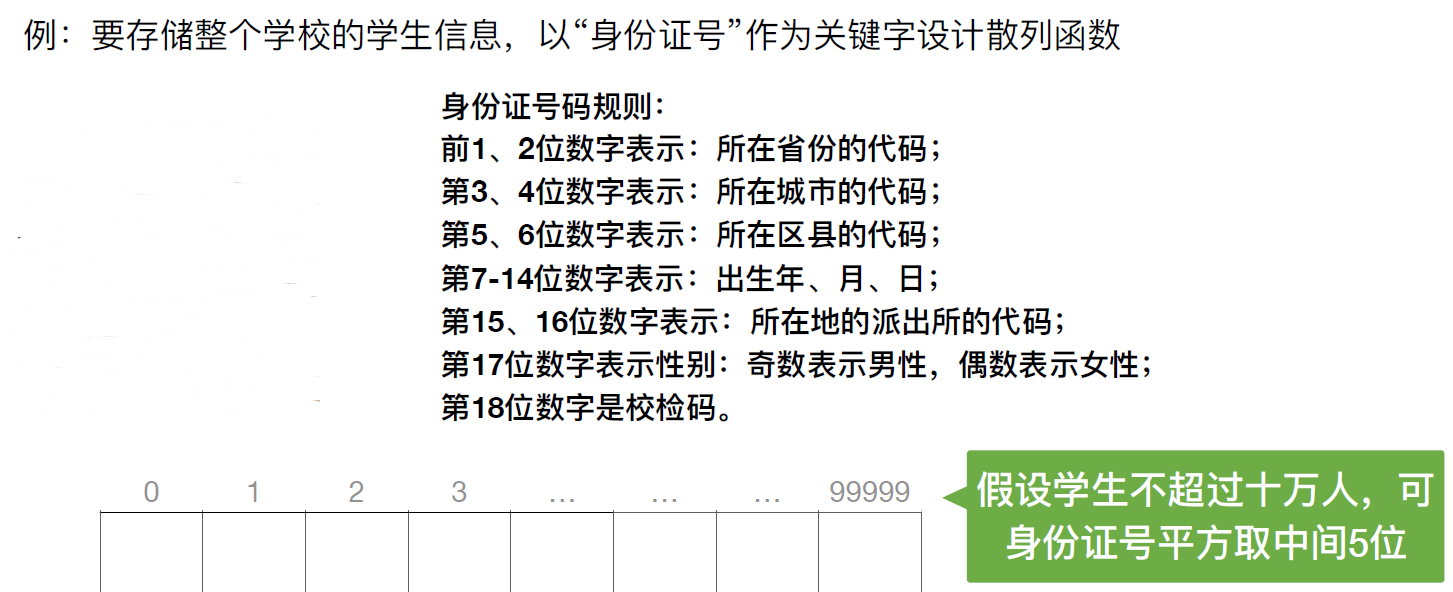 例：要存储整个学校的学生信息，以“身份证号”作为关键字设计散列函数
身份证号码规则：
前1、2位数字表示：所在省份的代码；
第3、4位数字表示：所在城市的代码；
第5、6位数字表示：所在区县的代码；
第7-14位数字表示：出生年、月、日；
第15、16位数字表示：所在地的派出所的代码；
第17位数字表示性别：奇数表示男性，偶数表示女性；
第18位数字是校检码。
0 1 2 3 … … … 99999
假设学生不超过十万人，可
身份证号平方取中间5位